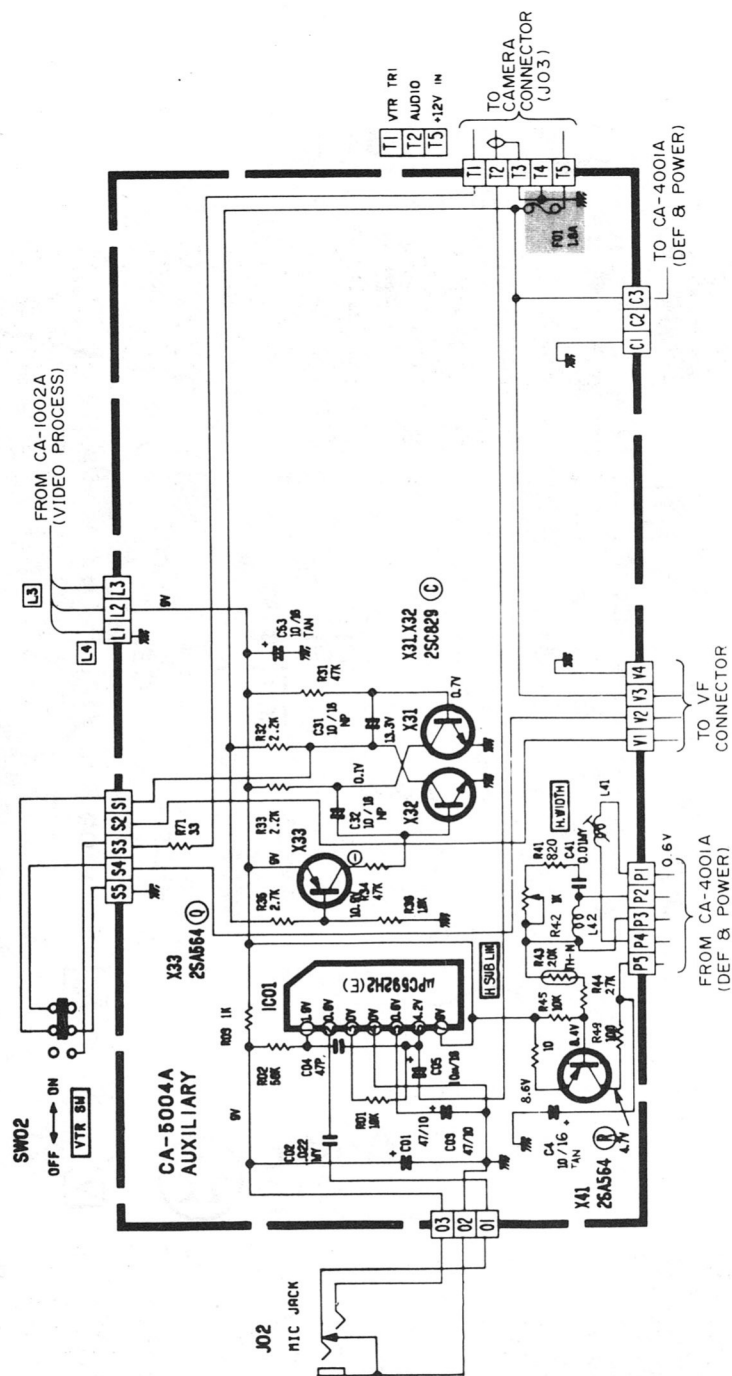 SW02
OFF ↔ ON
VTR SW
S5 S4 S3 S2 S1
R71
33
L3
FROM CA-1002A
(VIDEO PROCESS)
L4
L1 L2 L3
9V
T1 VTR TRI
T2 AUDIO
T5 +12V IN
CA-5004A
AUXILIARY
X33
2SA564 Q
R09 1K
R02
56K
C04
47P
IC01
μPC592H2(E)
R01
C02
.022
MY
C01
47/10
C03
47/10
C05
9V
R35
2.7K
9V
X33
R34
47K
R36
R33
2.2K
R32
2.2K
0.1V
C32
10/16
NP
C31
10/16
NP
R31
47K
13.3V
C53
10/16
TAN
X32
X31
0.7V
X31,X32
2SC829 C
J02
MIC JACK
03
02
01
H SUB LIN
X41
2SA564 R
4.7V
C4
10/16
TAN
8.6V
10
8.4V
R45
10K
R43
20K
TH-N
R44
2.7K
R49
100
R42 1K
L42
R41
820
C41
0.01MY
H.WIDTH
L41
P5 P4 P3 P2 P1
0.6V
FROM CA-4001A
(DEF & POWER)
V1 V2 V3 V4
TO VF
CONNECTOR
C1 C2 C3
TO CA-4001A
(DEF & POWER)
F01
1.8A
T1
T2
T3
T4
T5
TO
CAMERA
CONNECTOR
(J03)